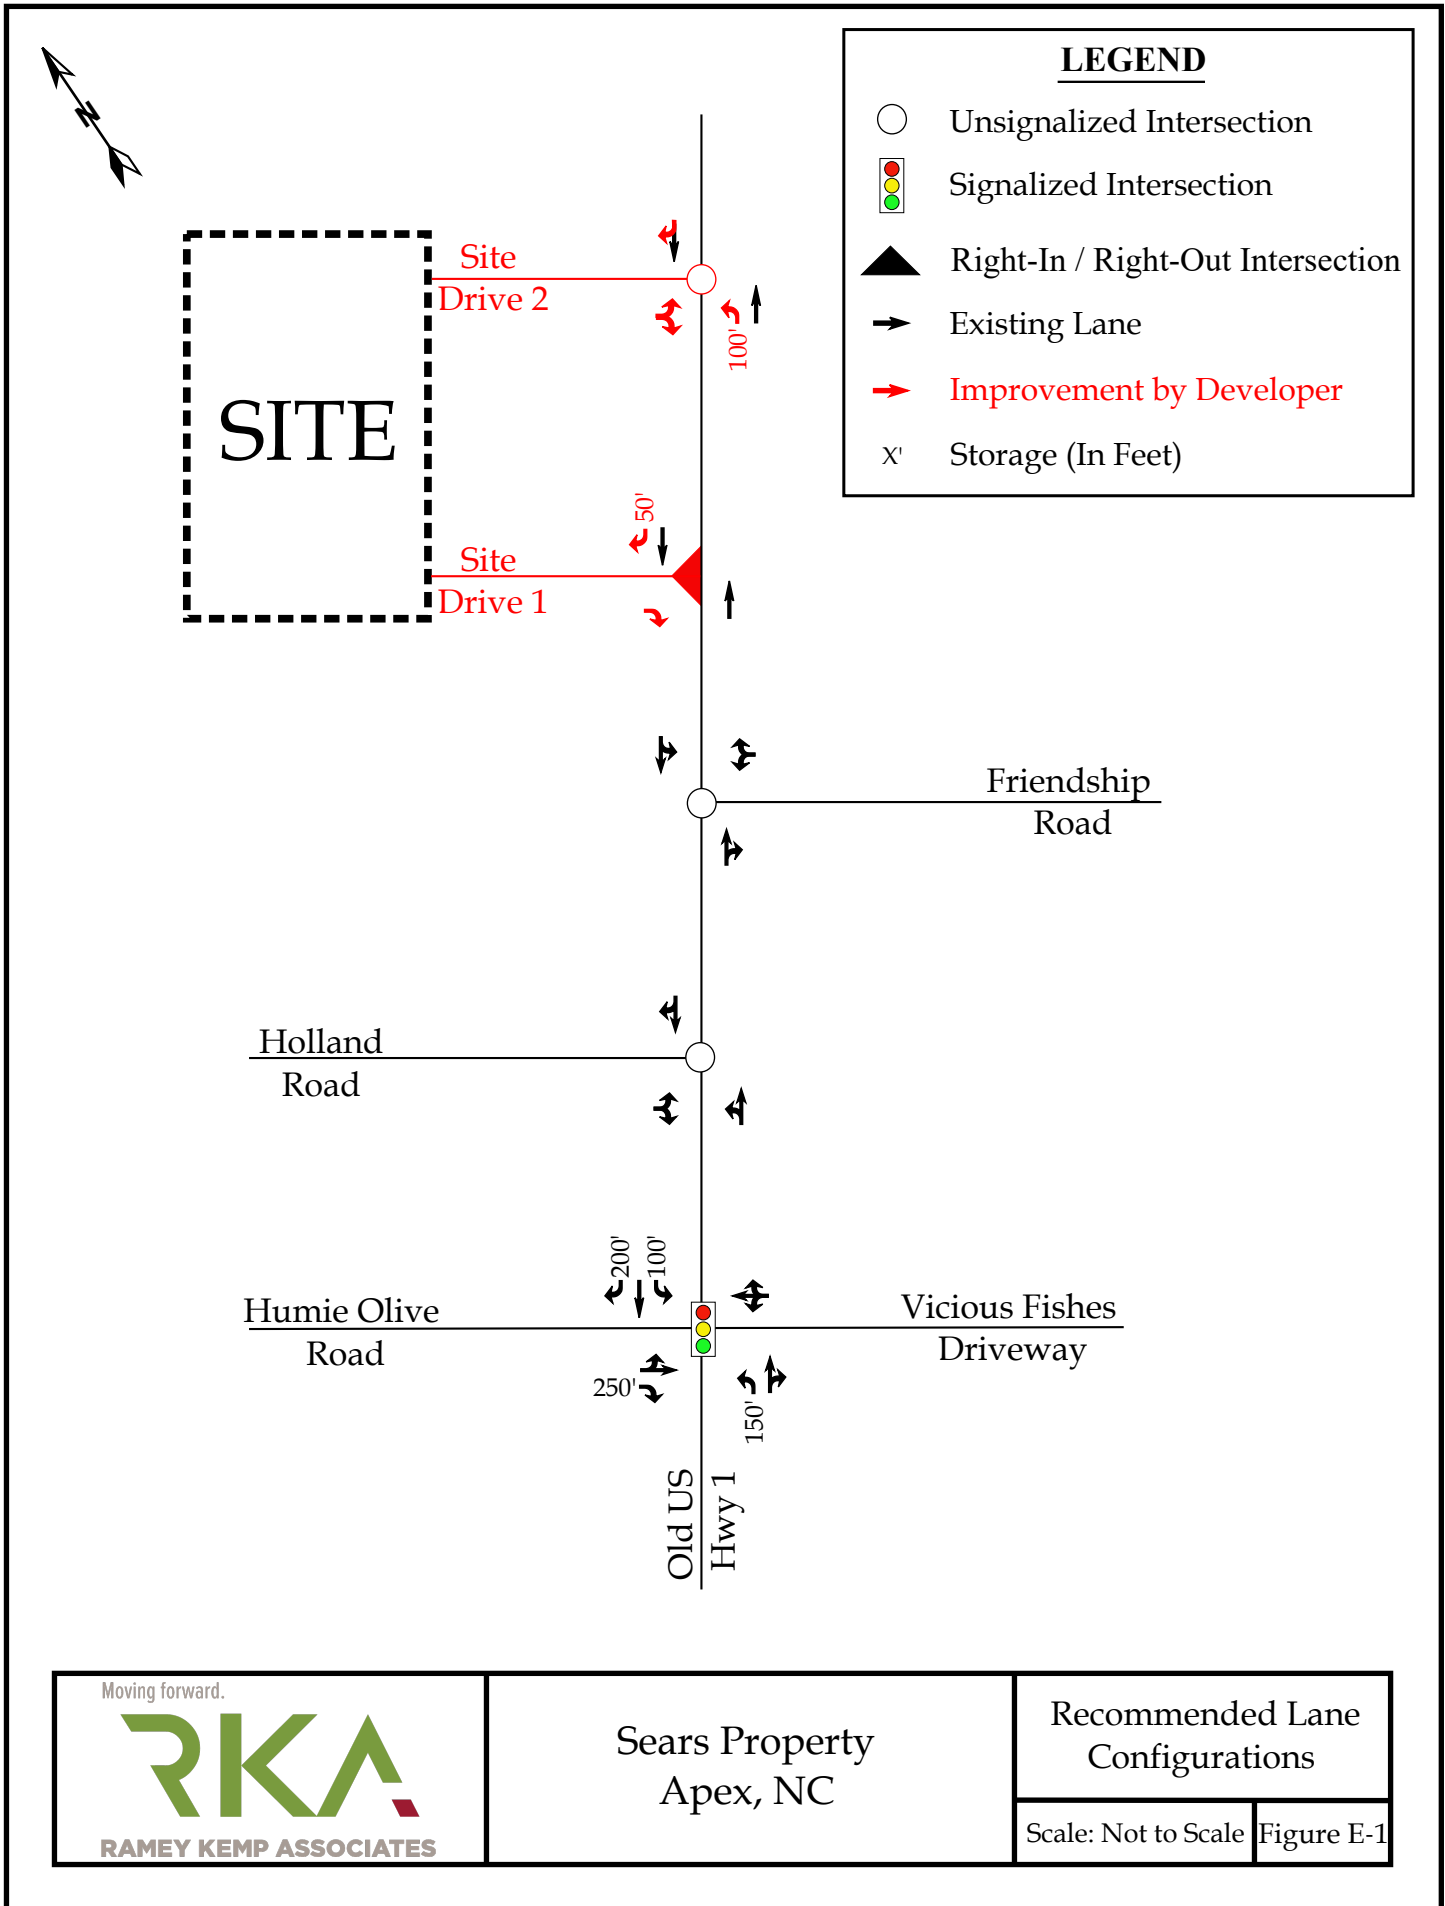 N
LEGEND
Unsignalized Intersection
Signalized Intersection
Right-In / Right-Out Intersection
Existing Lane
Improvement by Developer
X' Storage (In Feet)
Site
Drive 2
100'
SITE
50'
Site
Drive 1
Friendship
Road
Holland
Road
200'
100'
Humie Olive
Road
Vicious Fishes
Driveway
250'
150'
Old US
Hwy 1
Moving forward.
RKA
RAMEY KEMP ASSOCIATES
Sears Property
Apex, NC
Recommended Lane
Configurations
Scale: Not to Scale
Figure E-1